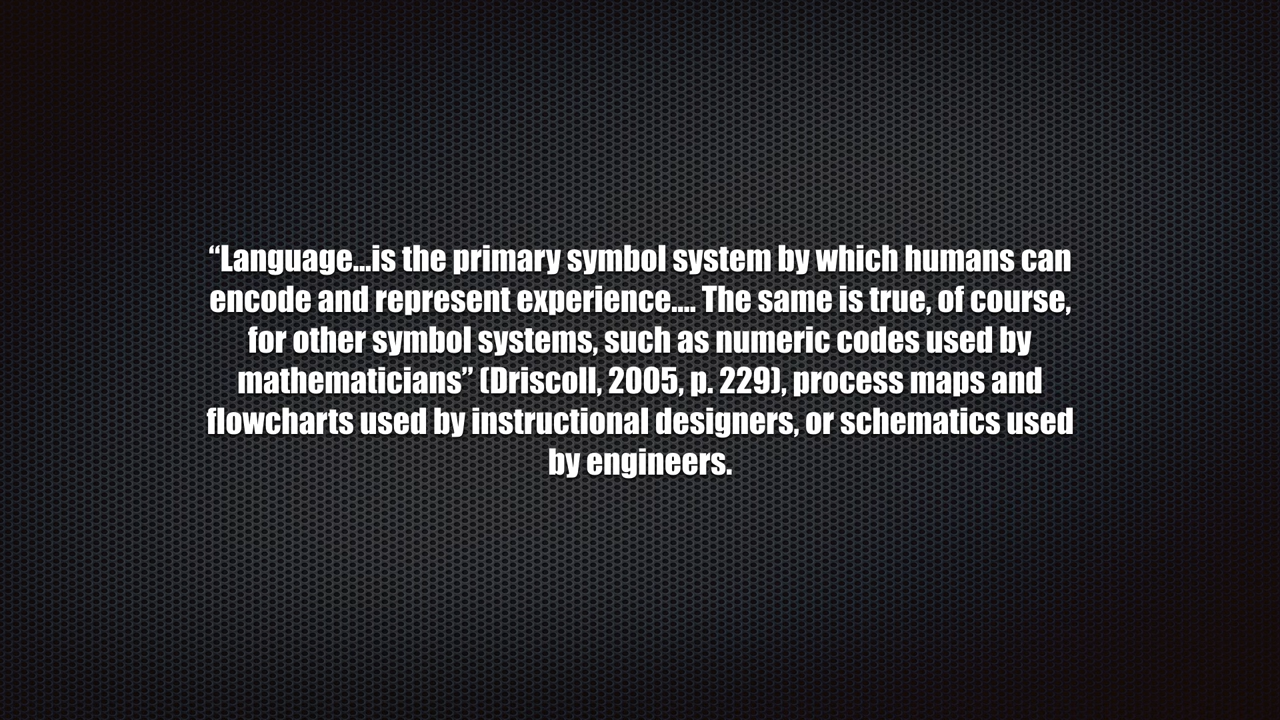 “Language...is the primary symbol system by which humans can
encode and represent experience.... The same is true, of course,
for other symbol systems, such as numeric codes used by
mathematicians” (Driscoll, 2005, p. 229), process maps and
flowcharts used by instructional designers, or schematics used
by engineers.